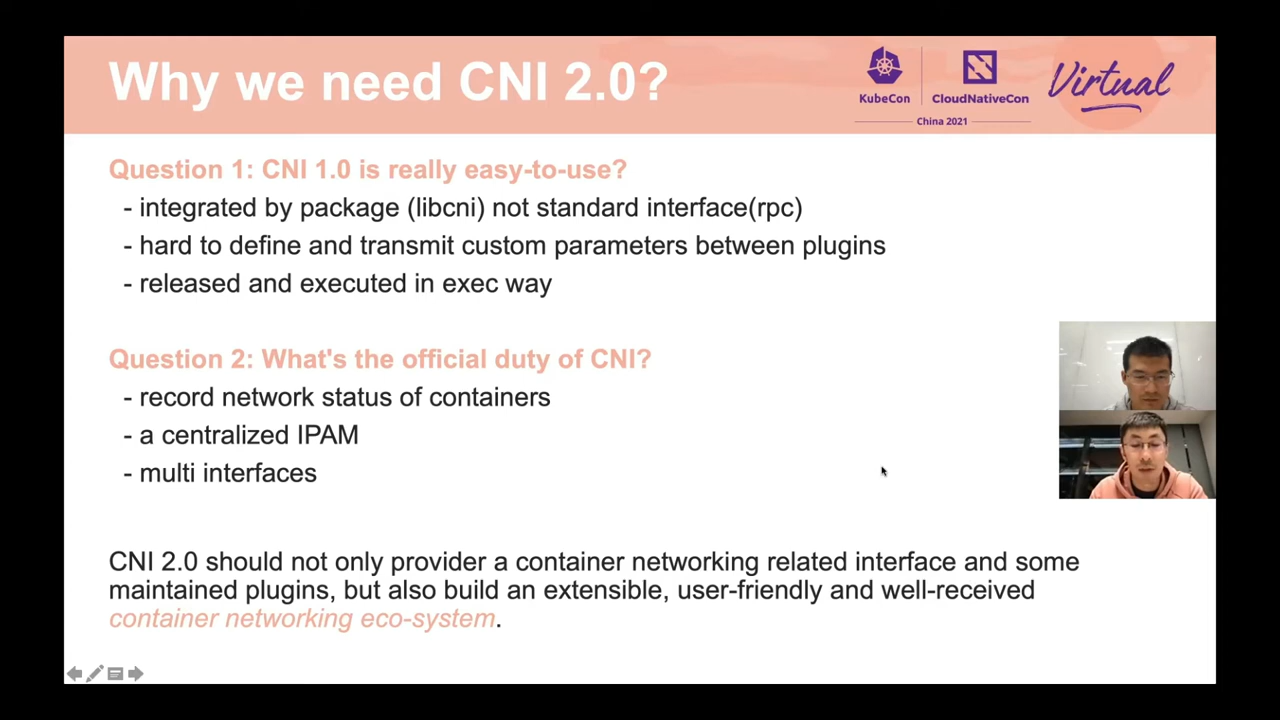 Why we need CNI 2.0?
KubeCon
CloudNativeCon
China 2021
Virtual
Question 1: CNI 1.0 is really easy-to-use?
- integrated by package (libcni) not standard interface(rpc)
- hard to define and transmit custom parameters between plugins
- released and executed in exec way
Question 2: What's the official duty of CNI?
- record network status of containers
- a centralized IPAM
- multi interfaces
CNI 2.0 should not only provider a container networking related interface and some
maintained plugins, but also build an extensible, user-friendly and well-received
container networking eco-system.